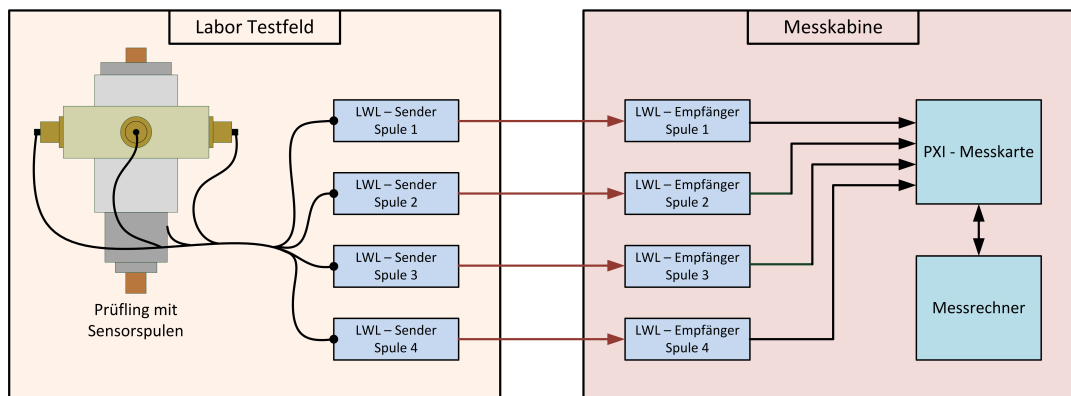 Labor Testfeld
Prüfling mit
Sensorspulen
LWL – Sender
Spule 1
LWL – Sender
Spule 2
LWL – Sender
Spule 3
LWL – Sender
Spule 4
Messkabine
LWL – Empfänger
Spule 1
LWL – Empfänger
Spule 2
LWL – Empfänger
Spule 3
LWL – Empfänger
Spule 4
PXI - Messkarte
Messrechner